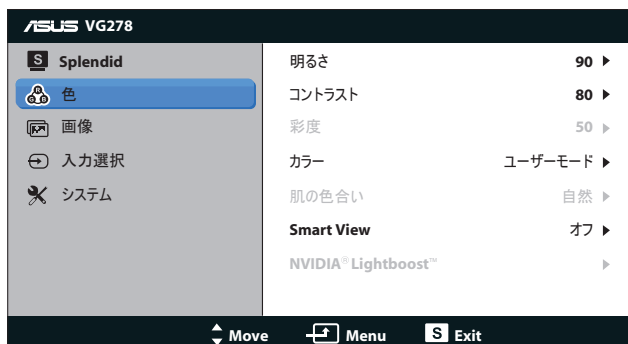 ASUS VG278
S Splendid
色
画像
入力選択
システム
明るさ 90
コントラスト 80
彩度 50
カラー ユーザーモード
肌の色合い 自然
Smart View オフ
NVIDIA® Lightboost™
Move Menu S Exit